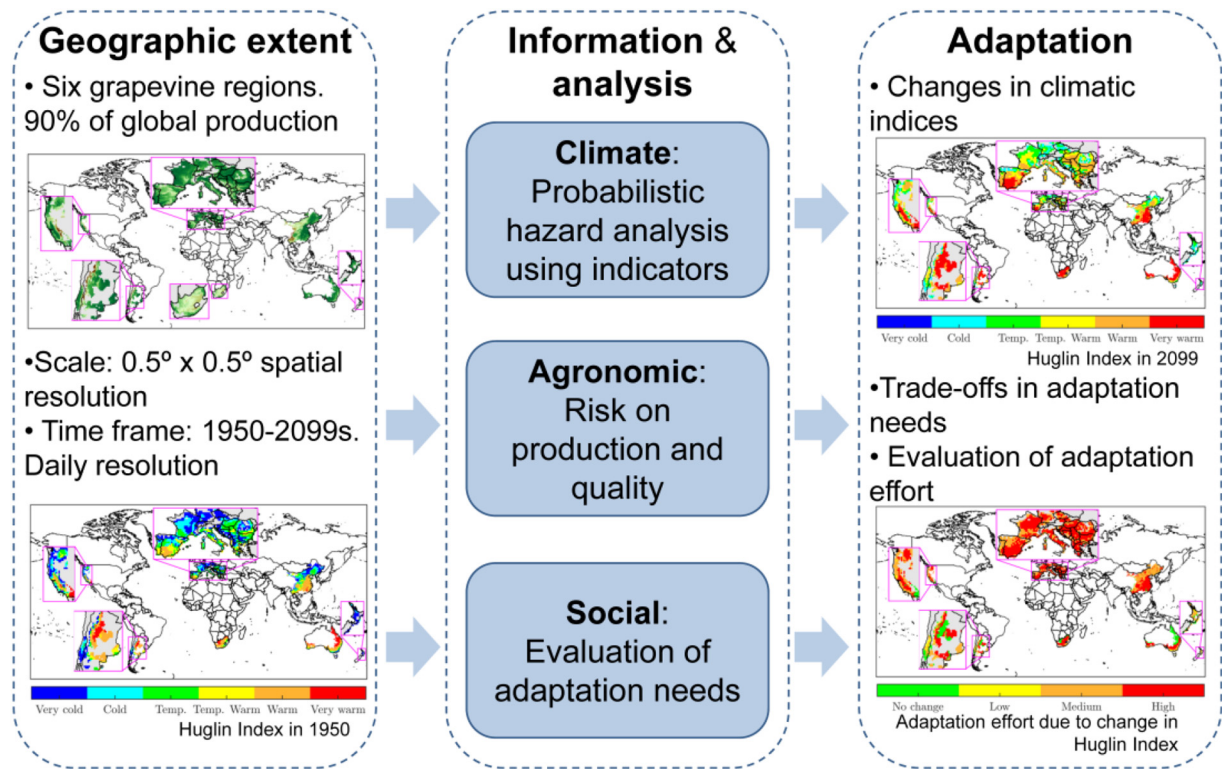 Geographic extent
• Six grapevine regions.
90% of global production
•Scale: 0.5º x 0.5º spatial
resolution
• Time frame: 1950-2099s.
Daily resolution
Very cold Cold Temp. Temp. Warm Warm Very warm
Huglin Index in 1950
Information &
analysis
Climate:
Probabilistic
hazard analysis
using indicators
Agronomic:
Risk on
production and
quality
Social:
Evaluation of
adaptation needs
Adaptation
• Changes in climatic
indices
Very cold Cold Temp. Temp. Warm Warm Very warm
Huglin Index in 2099
•Trade-offs in adaptation
needs
• Evaluation of adaptation
effort
No change Low Medium High
Adaptation effort due to change in
Huglin Index